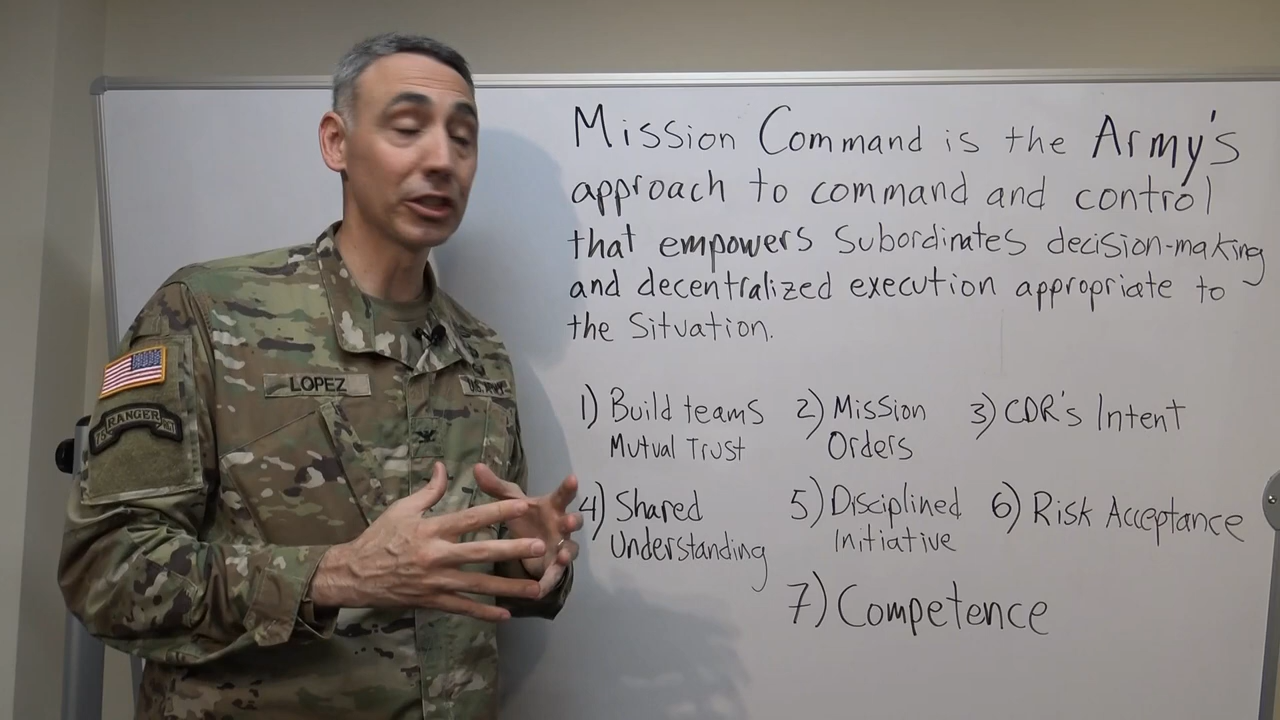 Mission Command is the Army's
approach to command and control
that empowers subordinates decision-making
and decentralized execution appropriate to
the Situation.
1) Build teams
Mutual Trust
2) Mission
Orders
3) CDR's Intent
4) Shared
Understanding
5) Disciplined
Initiative
6) Risk Acceptance
7) Competence
LOPEZ
U.S. ARMY
75 RANGER RGT